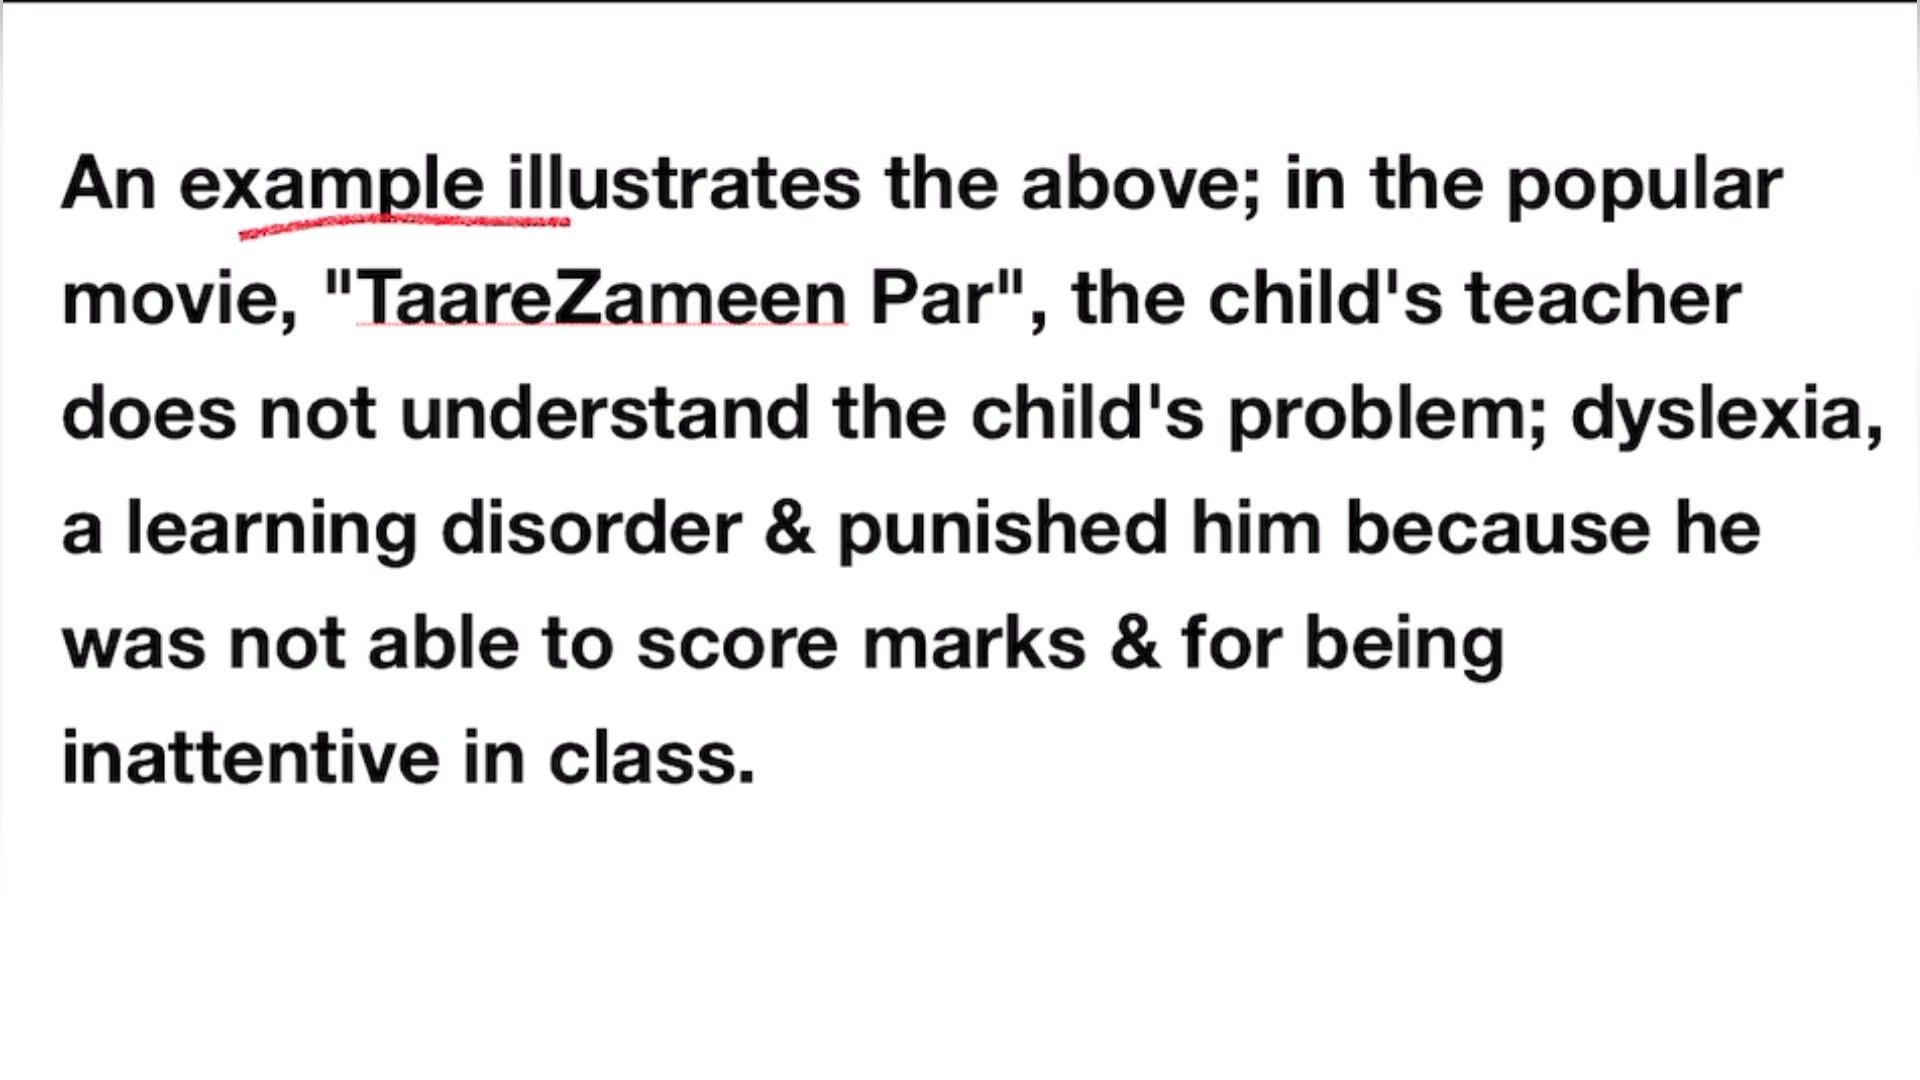 An example illustrates the above; in the popular
movie, "TaareZameen Par", the child's teacher
does not understand the child's problem; dyslexia,
a learning disorder & punished him because he
was not able to score marks & for being
inattentive in class.